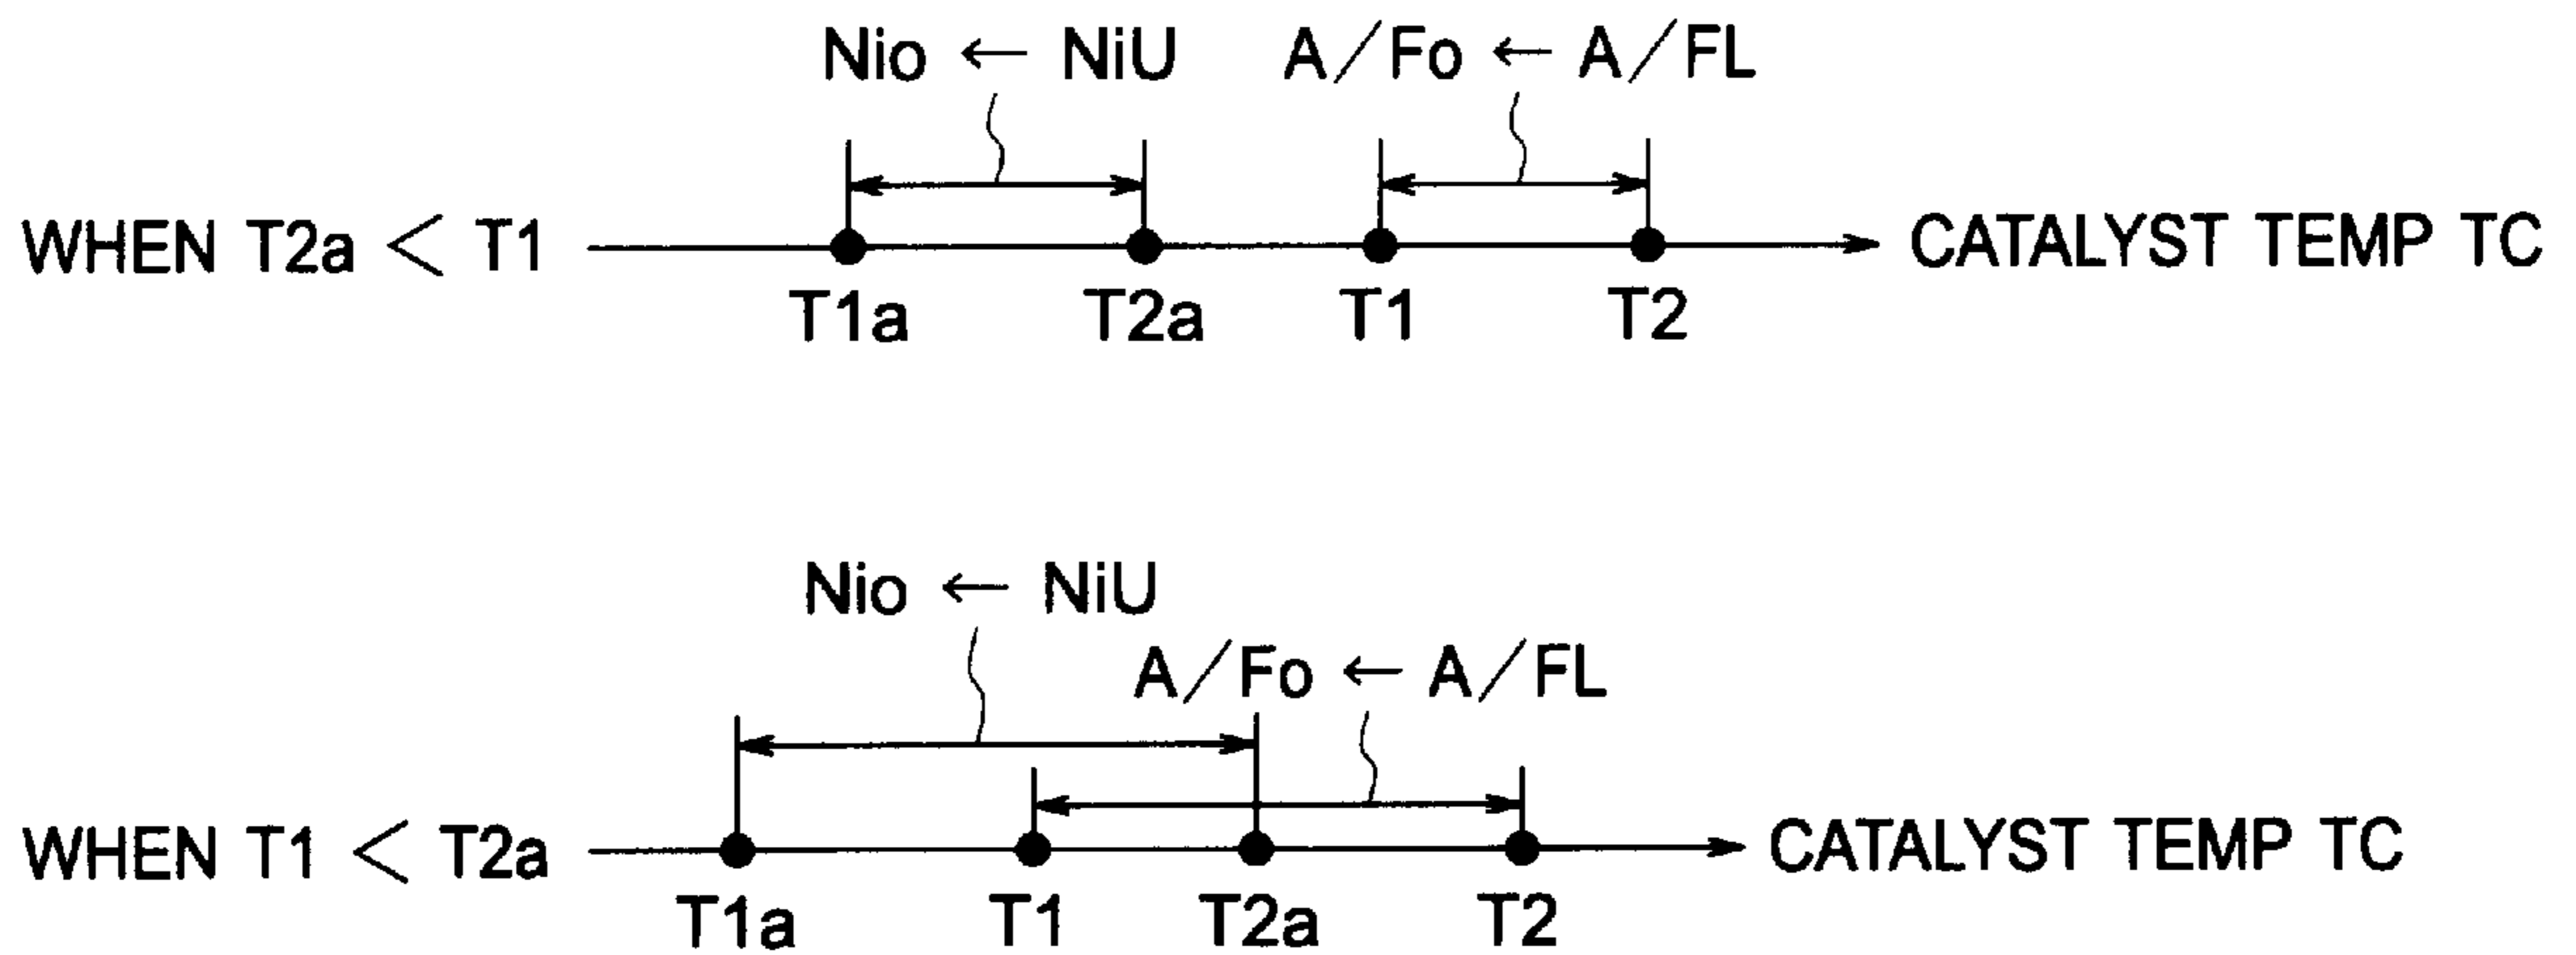 Nio ← NiU A/Fo ← A/FL
WHEN T2a < T1 CATALYST TEMP TC
T1a T2a T1 T2
Nio ← NiU
A/Fo ← A/FL
WHEN T1 < T2a CATALYST TEMP TC
T1a T1 T2a T2